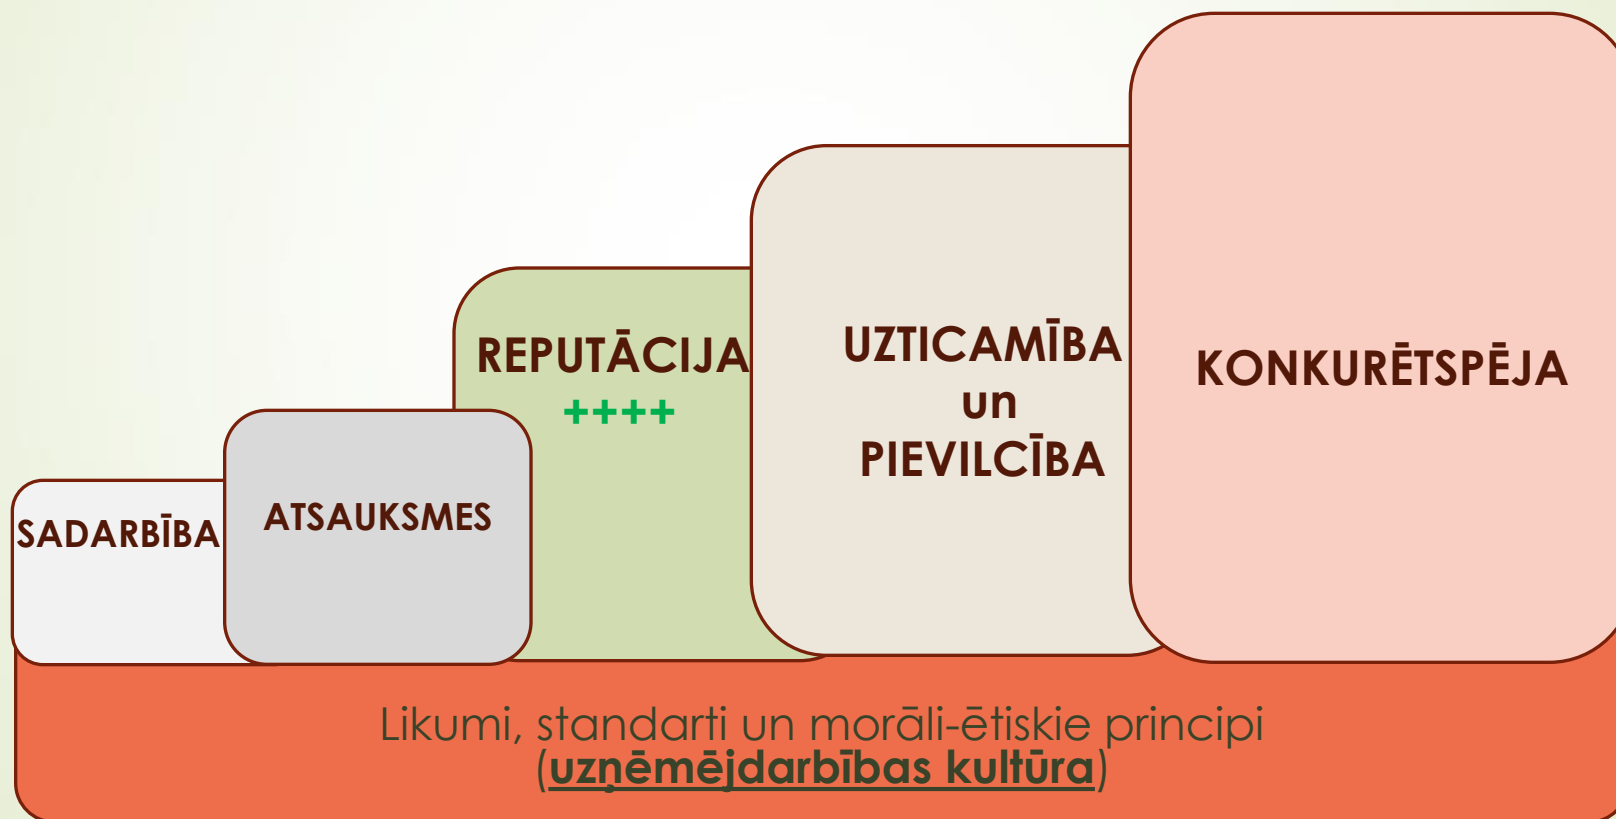 SADARBĪBA
ATSAUKSMES
REPUTĀCIJA
++++
UZTICAMĪBA
un
PIEVILCĪBA
KONKURĒTSPĒJA
Likumi, standarti un morāli-ētiskie principi
(uzņēmējdarbības kultūra)